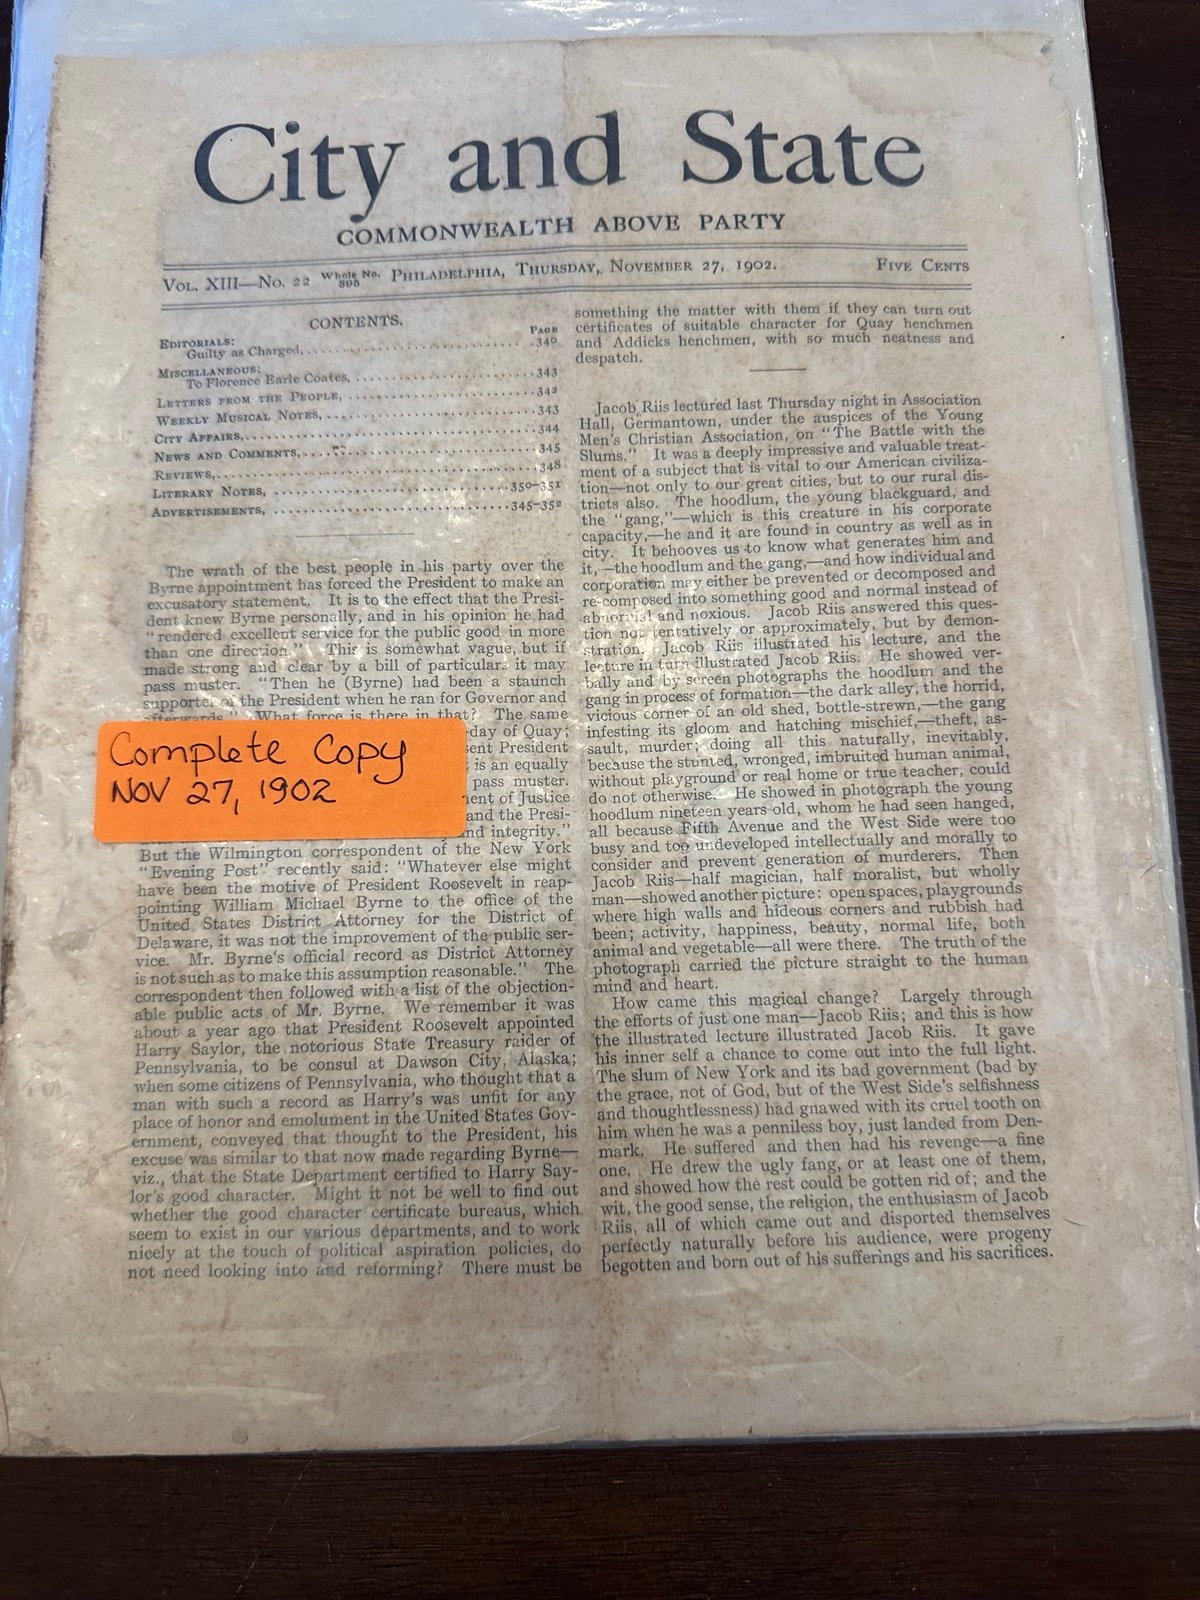 City and State
COMMONWEALTH ABOVE PARTY
VOL. XIII—No. 22 Whole No. 395 PHILADELPHIA, THURSDAY, NOVEMBER 27, 1902. FIVE CENTS
CONTENTS.
PAGE
EDITORIALS:
Guilty as Charged, 340
MISCELLANEOUS:
To Florence Earle Coates, 343
LETTERS FROM THE PEOPLE, 342
WEEKLY MUSICAL NOTES, 343
CITY AFFAIRS, 344
NEWS AND COMMENTS, 345
REVIEWS, 348
LITERARY NOTES, 350-351
ADVERTISEMENTS, 345-352
The wrath of the best people in his party over the
Byrne appointment has forced the President to make an
excusatory statement. It is to the effect that the Presi-
dent knew Byrne personally, and in his opinion he had
"rendered excellent service for the public good in more
than one direction." This is somewhat vague, but if
made strong and clear by a bill of particulars it may
pass muster. "Then he (Byrne) had been a staunch
supporter of the President when he ran for Governor and
afterwards." What force is there in that? The same
-day of Quay;
sent President
is an equally
pass muster.
ment of Justice
and the Presi-
nd integrity."
But the Wilmington correspondent of the New York
"Evening Post" recently said: "Whatever else might
have been the motive of President Roosevelt in reap-
pointing William Michael Byrne to the office of the
United States District Attorney for the District of
Delaware, it was not the improvement of the public ser-
vice. Mr. Byrne's official record as District Attorney
is not such as to make this assumption reasonable." The
correspondent then followed with a list of the objection-
able public acts of Mr. Byrne. We remember it was
about a year ago that President Roosevelt appointed
Harry Saylor, the notorious State Treasury raider of
Pennsylvania, to be consul at Dawson City, Alaska;
when some citizens of Pennsylvania, who thought that a
man with such a record as Harry's was unfit for any
place of honor and emolument in the United States Gov-
ernment, conveyed that thought to the President, his
excuse was similar to that now made regarding Byrne—
viz., that the State Department certified to Harry Say-
lor's good character. Might it not be well to find out
whether the good character certificate bureaus, which
seem to exist in our various departments, and to work
nicely at the touch of political aspiration policies, do
not need looking into and reforming? There must be
something the matter with them if they can turn out
certificates of suitable character for Quay henchmen
and Addicks henchmen, with so much neatness and
despatch.
Jacob Riis lectured last Thursday night in Association
Hall, Germantown, under the auspices of the Young
Men's Christian Association, on "The Battle with the
Slums." It was a deeply impressive and valuable treat-
ment of a subject that is vital to our American civiliza-
tion—not only to our great cities, but to our rural dis-
tricts also. The hoodlum, the young blackguard, and
the "gang,"—which is this creature in his corporate
capacity,—he and it are found in country as well as in
city. It behooves us to know what generates him and
it,—the hoodlum and the gang,—and how individual and
corporation may either be prevented or decomposed and
re-composed into something good and normal instead of
abnormal and noxious. Jacob Riis answered this ques-
tion not tentatively or approximately, but by demon-
stration. Jacob Riis illustrated his lecture, and the
lecture in turn illustrated Jacob Riis. He showed ver-
bally and by screen photographs the hoodlum and the
gang in process of formation—the dark alley, the horrid,
vicious corner of an old shed, bottle-strewn,—the gang
infesting its gloom and hatching mischief,—theft, as-
sault, murder; doing all this naturally, inevitably,
because the stunted, wronged, imbruited human animal,
without playground or real home or true teacher, could
do not otherwise. He showed in photograph the young
hoodlum nineteen years old, whom he had seen hanged,
all because Fifth Avenue and the West Side were too
busy and too undeveloped intellectually and morally to
consider and prevent generation of murderers. Then
Jacob Riis—half magician, half moralist, but wholly
man—showed another picture: open spaces, playgrounds
where high walls and hideous corners and rubbish had
been; activity, happiness, beauty, normal life, both
animal and vegetable—all were there. The truth of the
photograph carried the picture straight to the human
mind and heart.
How came this magical change? Largely through
the efforts of just one man—Jacob Riis; and this is how
the illustrated lecture illustrated Jacob Riis. It gave
his inner self a chance to come out into the full light.
The slum of New York and its bad government (bad by
the grace, not of God, but of the West Side's selfishness
and thoughtlessness) had gnawed with its cruel tooth on
him when he was a penniless boy, just landed from Den-
mark. He suffered and then had his revenge—a fine
one. He drew the ugly fang, or at least one of them,
and showed how the rest could be gotten rid of; and the
wit, the good sense, the religion, the enthusiasm of Jacob
Riis, all of which came out and disported themselves
perfectly naturally before his audience, were progeny
begotten and born out of his sufferings and his sacrifices.
Complete Copy
NOV 27, 1902